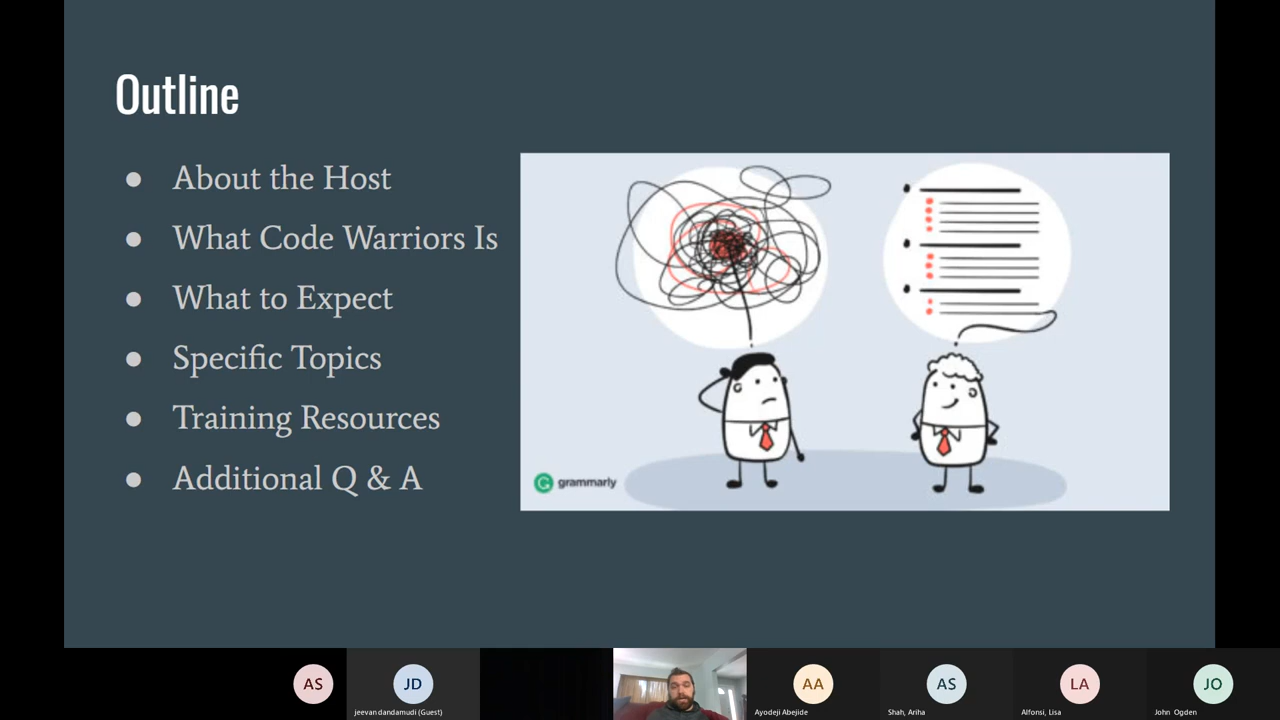 Outline
● About the Host
● What Code Warriors Is
● What to Expect
● Specific Topics
● Training Resources
● Additional Q & A
G grammarly
AS
JD
AA
AS
LA
JO
jeevan dandamudi (Guest)
Ayodeji Abejide
Shah, Ariha
Alfonsi, Lisa
John Ogden